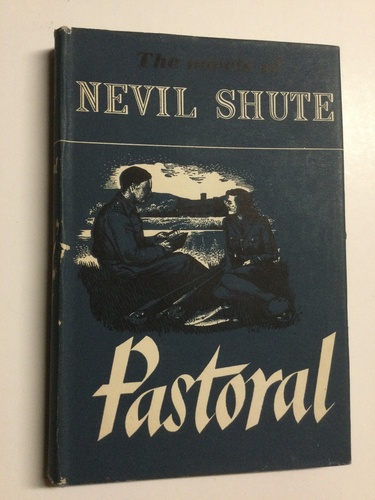 The novels of
NEVIL SHUTE
Pastoral